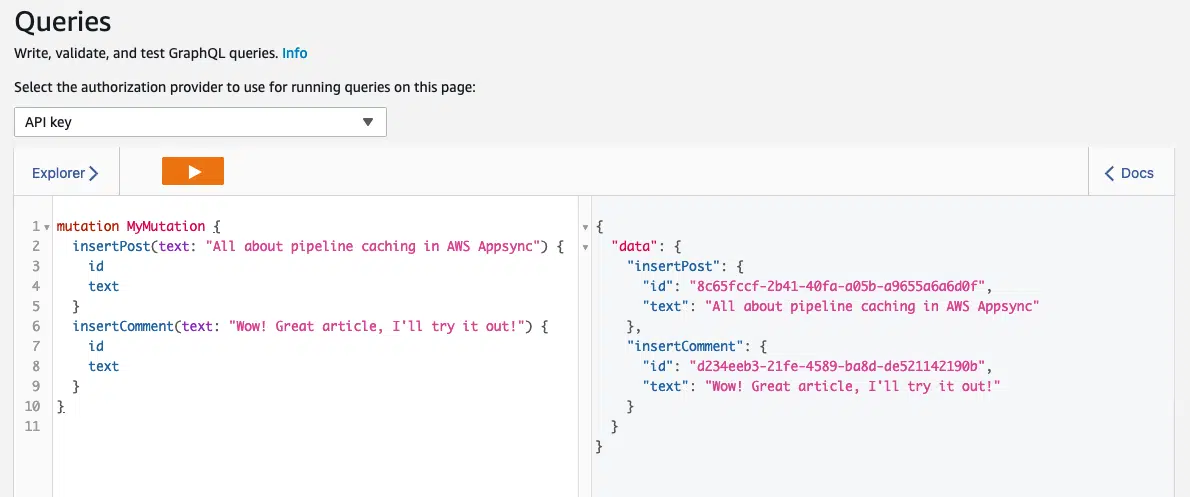 Queries
Write, validate, and test GraphQL queries. Info
Select the authorization provider to use for running queries on this page:
API key
Explorer
Docs
1 mutation MyMutation {
2 insertPost(text: "All about pipeline caching in AWS Appsync") {
3 id
4 text
5 }
6 insertComment(text: "Wow! Great article, I'll try it out!") {
7 id
8 text
9 }
10 }
11
{
"data": {
"insertPost": {
"id": "8c65fccf-2b41-40fa-a05b-a9655a6a6d0f",
"text": "All about pipeline caching in AWS Appsync"
},
"insertComment": {
"id": "d234eeb3-21fe-4589-ba8d-de521142190b",
"text": "Wow! Great article, I'll try it out!"
}
}
}